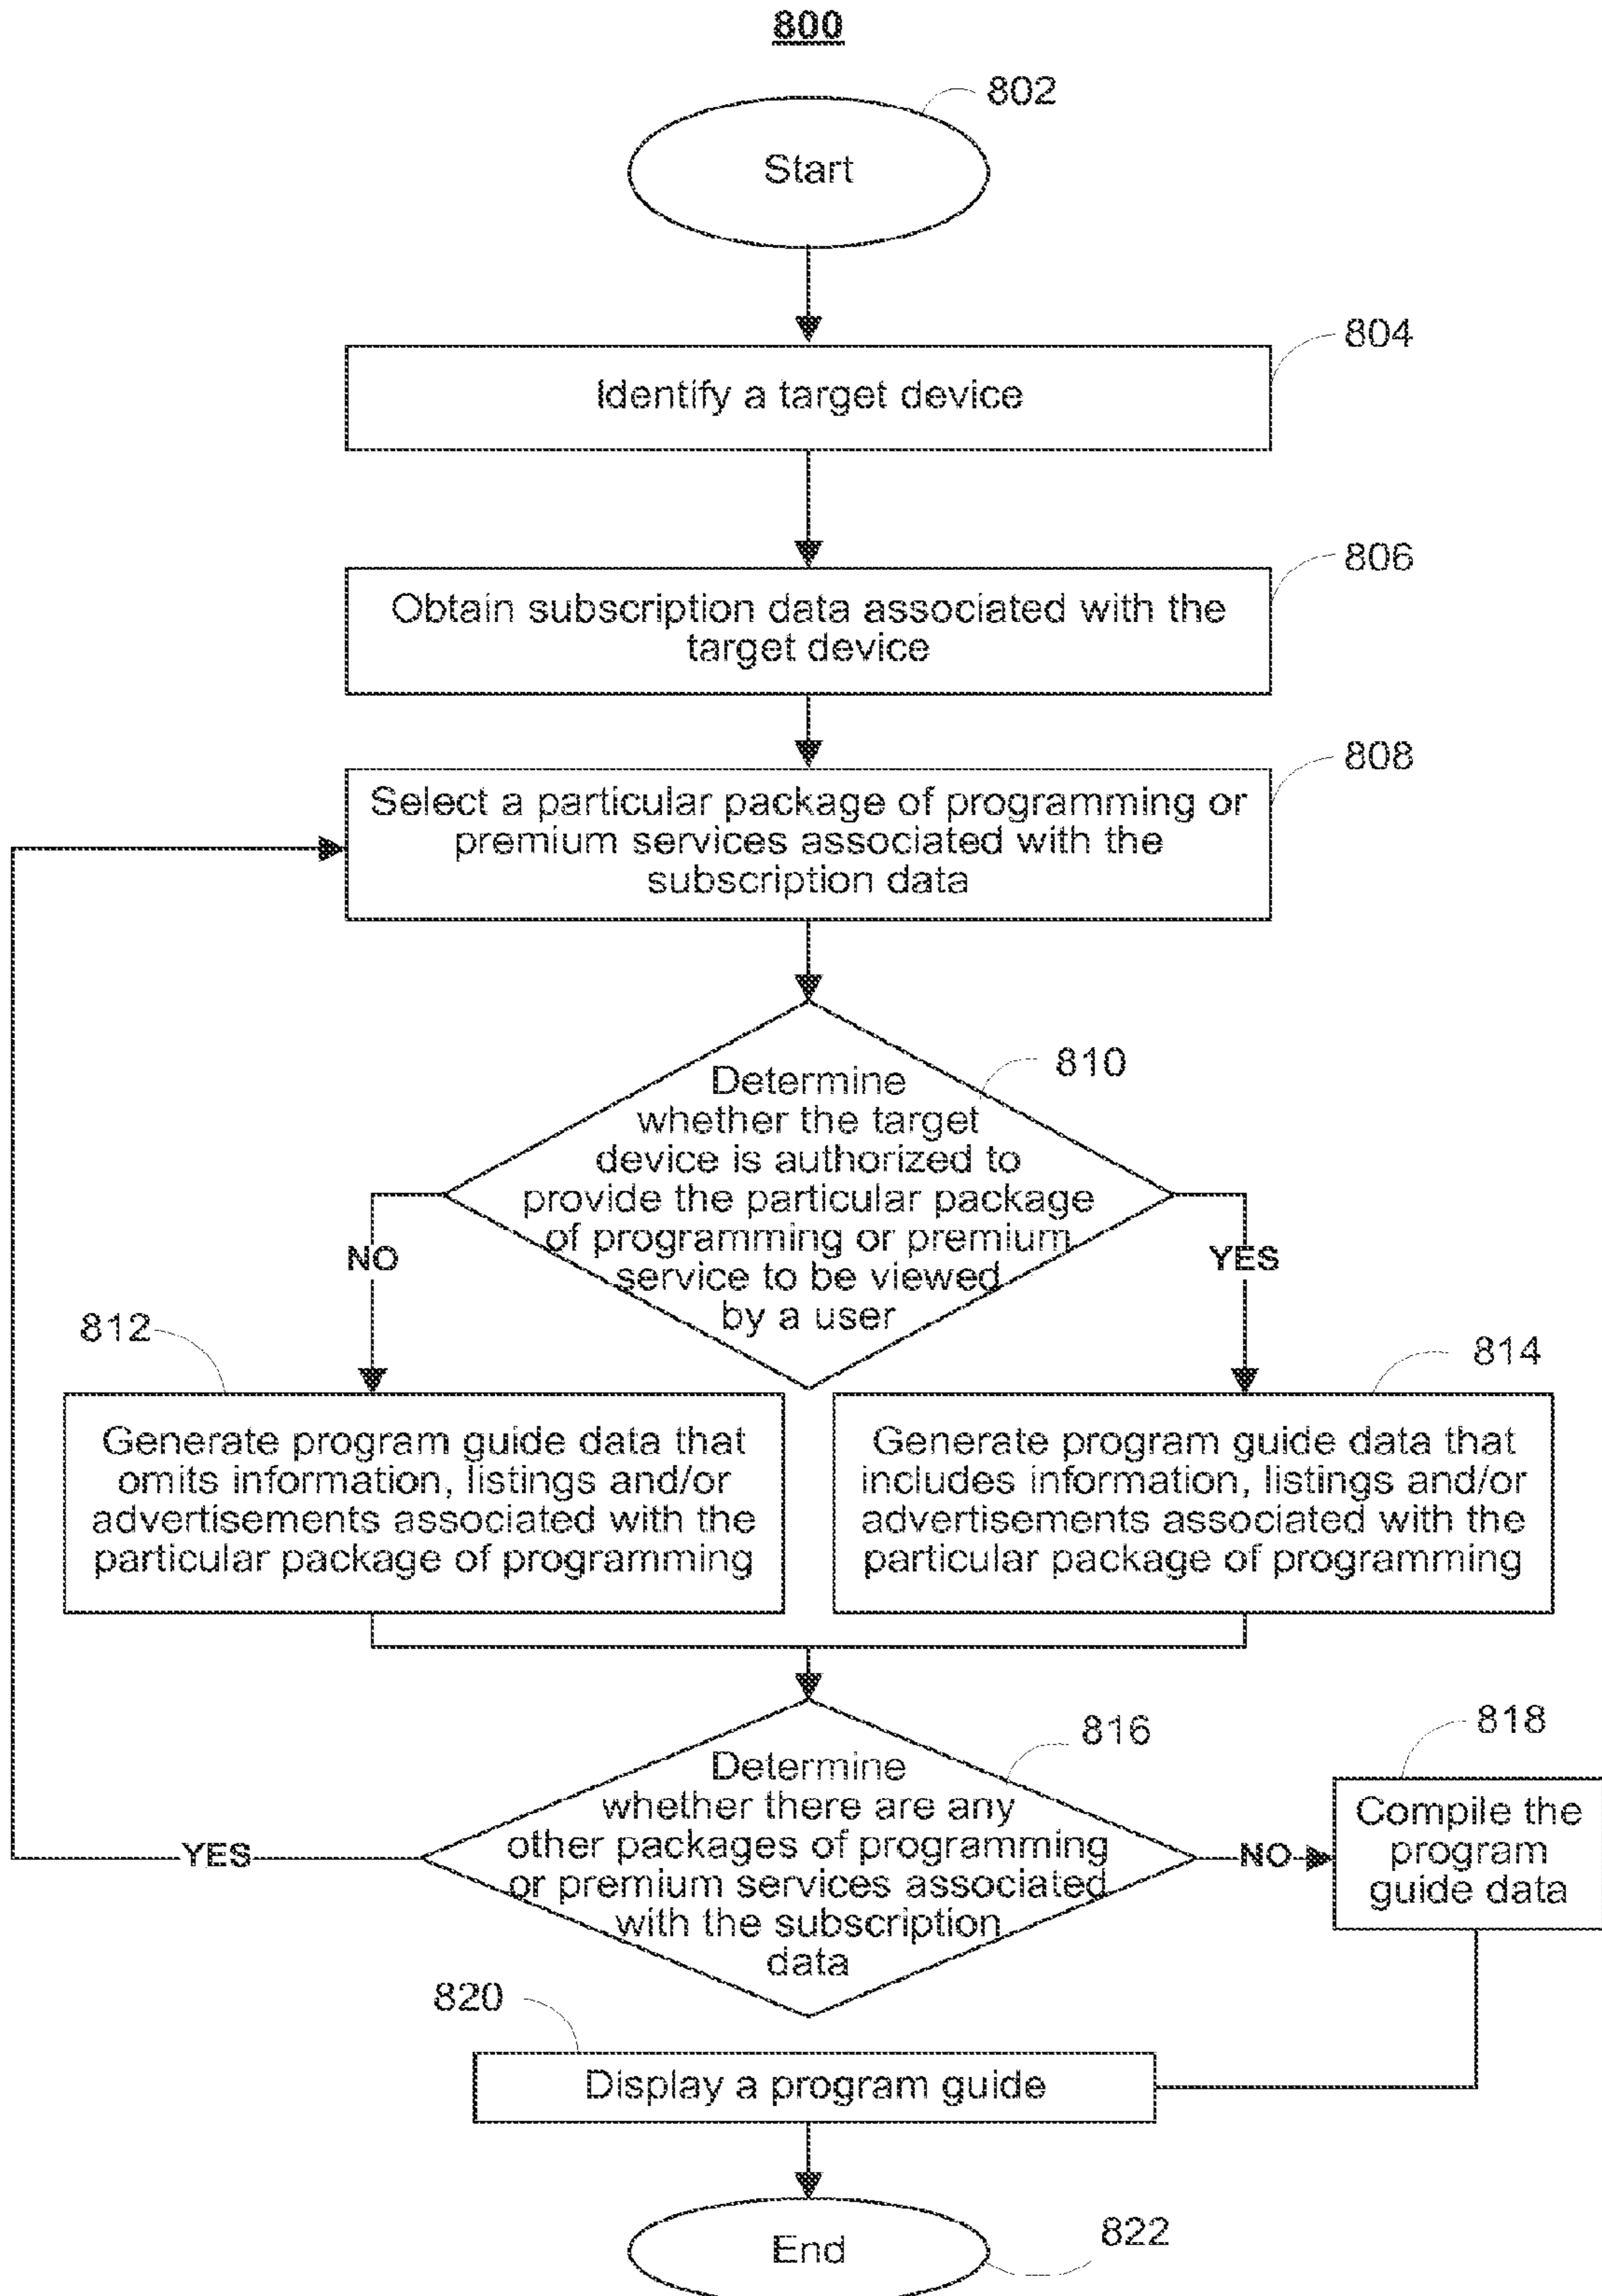 800
802
Start
804
Identify a target device
806
Obtain subscription data associated with the
target device
808
Select a particular package of programming or
premium services associated with the
subscription data
810
Determine
whether the target
device is authorized to
provide the particular package
of programming or premium
service to be viewed
by a user
NO
YES
812
814
Generate program guide data that
omits information, listings and/or
advertisements associated with the
particular package of programming
Generate program guide data that
includes information, listings and/or
advertisements associated with the
particular package of programming
816
818
Determine
whether there are any
other packages of programming
or premium services associated
with the subscription
data
YES
NO
Compile the
program
guide data
820
Display a program guide
End
822